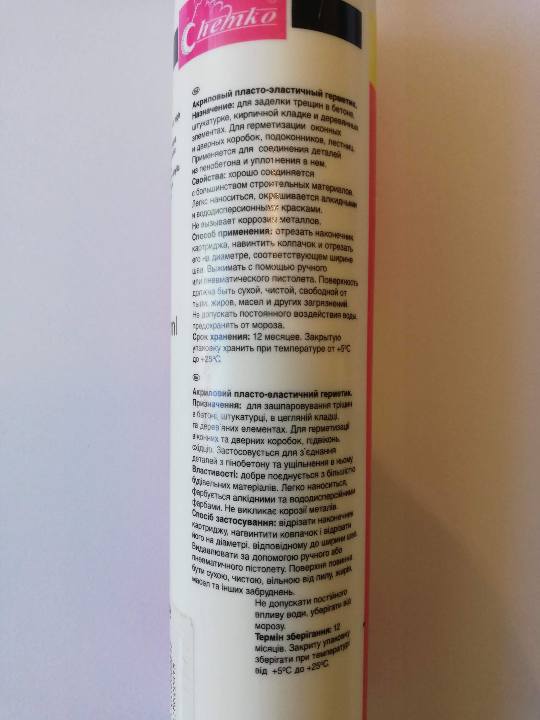 Chemko
Акриловый пласто-эластичный герметик.
Назначение: для заделки трещин в бетоне,
штукатурке, кирпичной кладке и деревянных
элементах. Для герметизации оконных
и дверных коробок, подоконников, лестниц.
Применяется для соединения деталей
из пенобетона и уплотнения в нем.
Свойства: хорошо соединяется
с большинством строительных материалов.
Легко наноситься, окрашивается алкидными
и вододисперсионными красками.
Не вызывает коррозии металлов.
Способ применения: отрезать наконечник
картриджа, навинтить колпачок и отрезать
его на диаметре, соответствующем ширине
шва. Выжимать с помощью ручного
или пневматического пистолета. Поверхность
должна быть сухой, чистой, свободной от
пыли, жиров, масел и других загрязнений.
Не допускать постоянного воздействия воды,
предохранять от мороза.
Срок хранения: 12 месяцев. Закрытую
упаковку хранить при температуре от +5ºC
до +25ºC.
ml
Акриловий пласто-еластичний герметик.
Призначення: для зашпаровування тріщин
в бетоні, штукатурці, в цегляній кладці,
та дерев'яних елементах. Для герметизації
віконних та дверних коробок, підвіконь,
східців. Застосовується для з'єднання
деталей з пінобетону та ущільнення в ньому.
Властивості: добре поєднується з більшістю
будівельних матеріалів. Легко наноситься,
фарбується алкідними та вододисперсійними
фарбами. Не викликає корозії металів.
Спосіб застосування: відрізати наконечник
картриджу, нагвинтити ковпачок і відрізати
його на діаметрі, відповідному до ширини шва.
Видавлювати за допомогою ручного або
пневматичного пістолету. Поверхня повинна
бути сухою, чистою, вільною від пилу, жирів,
масел та інших забруднень.
Не допускати постійного
впливу води, уберігати від
морозу.
Термін зберігання: 12
місяців. Закриту упаковку
зберігати при температурі
від +5ºC до +25ºC.